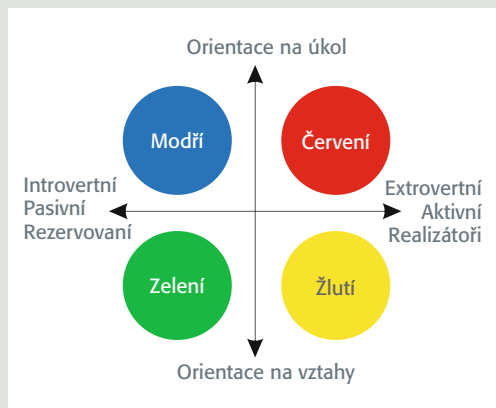 Orientace na úkol
Modří
Červení
Introvertní
Pasivní
Rezervovaní
Extrovertní
Aktivní
Realizátoři
Zelení
Žlutí
Orientace na vztahy